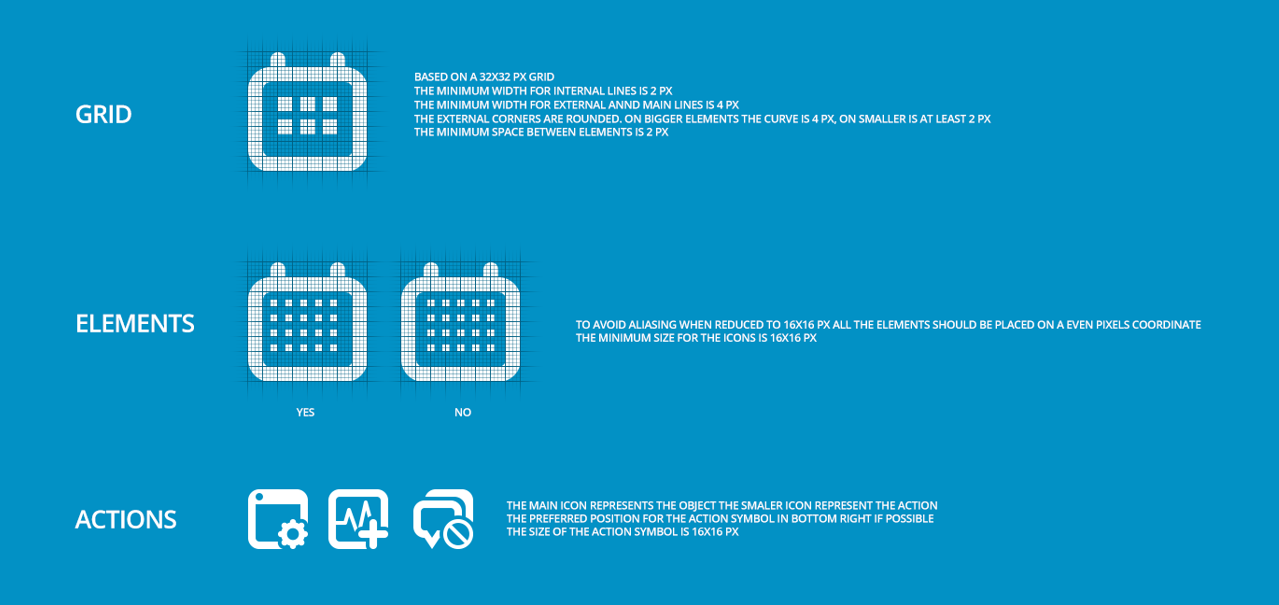 GRID
BASED ON A 32X32 PX GRID
THE MINIMUM WIDTH FOR INTERNAL LINES IS 2 PX
THE MINIMUM WIDTH FOR EXTERNAL ANND MAIN LINES IS 4 PX
THE EXTERNAL CORNERS ARE ROUNDED. ON BIGGER ELEMENTS THE CURVE IS 4 PX, ON SMALLER IS AT LEAST 2 PX
THE MINIMUM SPACE BETWEEN ELEMENTS IS 2 PX
ELEMENTS
YES
NO
TO AVOID ALIASING WHEN REDUCED TO 16X16 PX ALL THE ELEMENTS SHOULD BE PLACED ON A EVEN PIXELS COORDINATE
THE MINIMUM SIZE FOR THE ICONS IS 16X16 PX
ACTIONS
THE MAIN ICON REPRESENTS THE OBJECT THE SMALER ICON REPRESENT THE ACTION
THE PREFERRED POSITION FOR THE ACTION SYMBOL IN BOTTOM RIGHT IF POSSIBLE
THE SIZE OF THE ACTION SYMBOL IS 16X16 PX